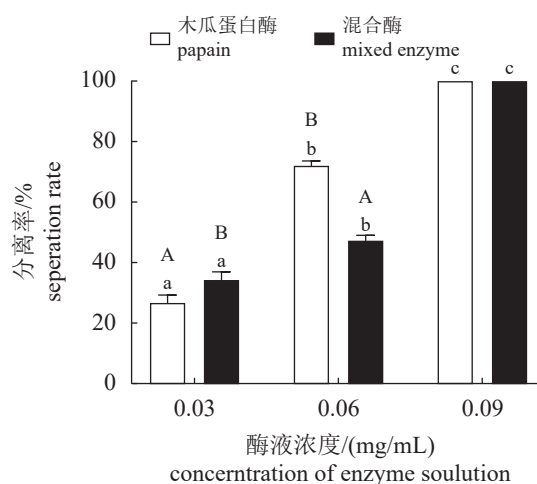 木瓜蛋白酶
papain
混合酶
mixed enzyme
100
80
60
40
20
0
分离率/%
seperation rate
A
a
B
a
B
b
A
b
c
c
0.03
0.06
0.09
酶液浓度/(mg/mL)
concerntration of enzyme soulution